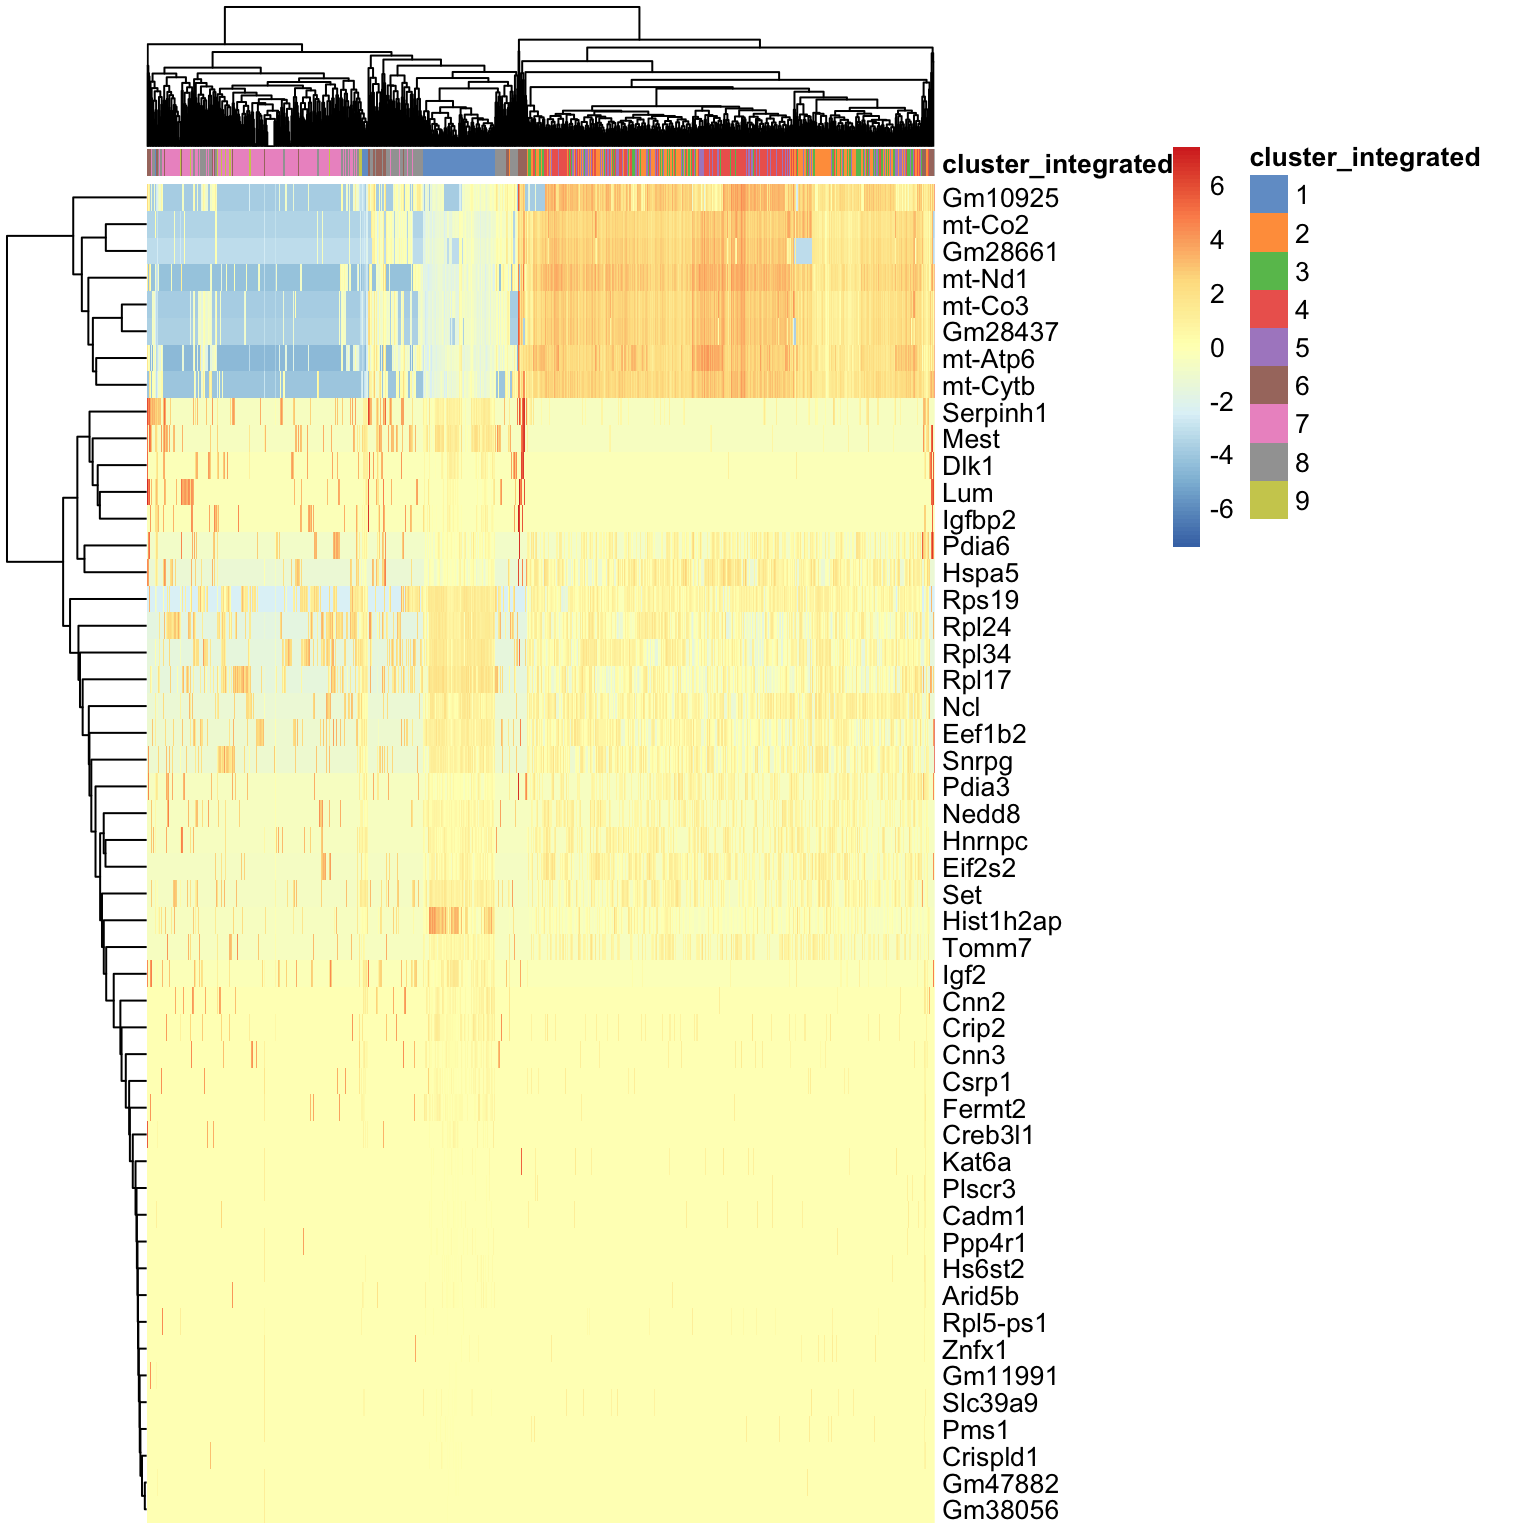 cluster_integrated
Gm10925
mt-Co2
Gm28661
mt-Nd1
mt-Co3
Gm28437
mt-Atp6
mt-Cytb
Serpinh1
Mest
Dlk1
Lum
Igfbp2
Pdia6
Hspa5
Rps19
Rpl24
Rpl34
Rpl17
Ncl
Eef1b2
Snrpg
Pdia3
Nedd8
Hnrnpc
Eif2s2
Set
Hist1h2ap
Tomm7
Igf2
Cnn2
Crip2
Cnn3
Csrp1
Fermt2
Creb3l1
Kat6a
Plscr3
Cadm1
Ppp4r1
Hs6st2
Arid5b
Rpl5-ps1
Znfx1
Gm11991
Slc39a9
Pms1
Crispld1
Gm47882
Gm38056
6
4
2
0
-2
-4
-6
cluster_integrated
1
2
3
4
5
6
7
8
9